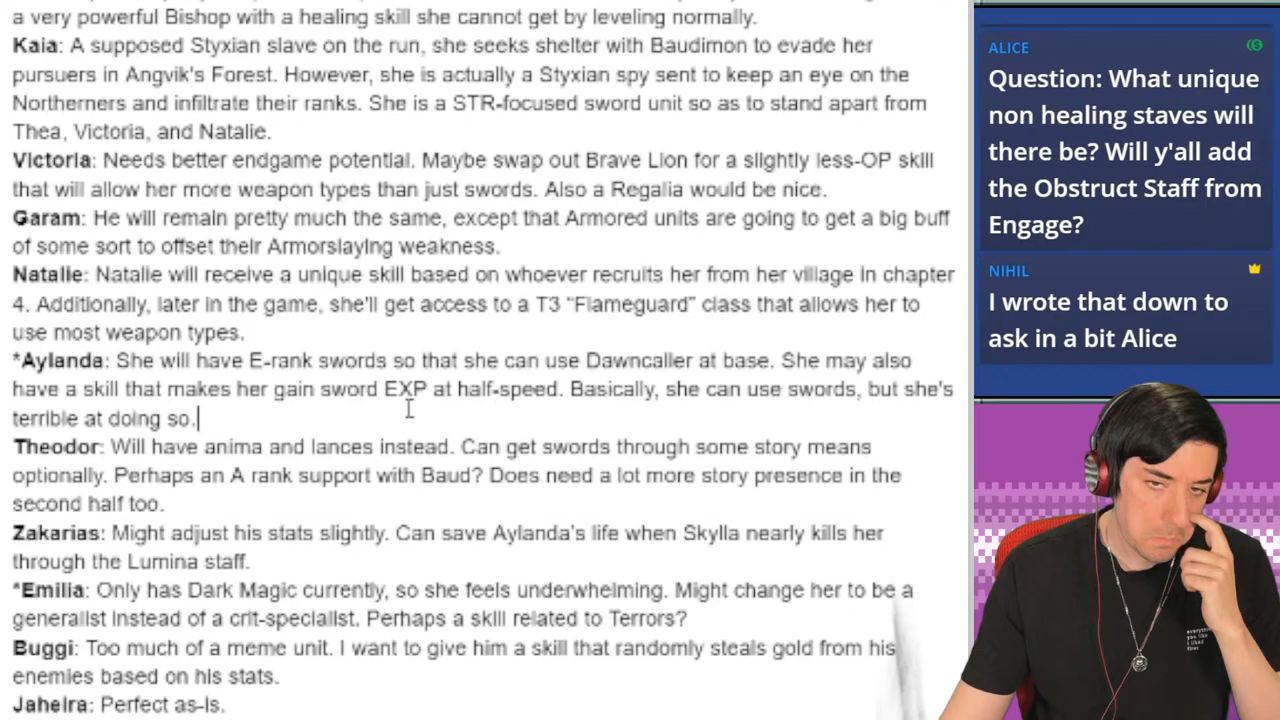 a very powerful Bishop with a healing skill she cannot get by leveling normally.
Kaia: A supposed Styxian slave on the run, she seeks shelter with Baudimon to evade her
pursuers in Angvik's Forest. However, she is actually a Styxian spy sent to keep an eye on the
Northerners and infiltrate their ranks. She is a STR-focused sword unit so as to stand apart from
Thea, Victoria, and Natalie.
Victoria: Needs better endgame potential. Maybe swap out Brave Lion for a slightly less-OP skill
that will allow her more weapon types than just swords. Also a Regalia would be nice.
Garam: He will remain pretty much the same, except that Armored units are going to get a big buff
of some sort to offset their Armorslaying weakness.
Natalie: Natalie will receive a unique skill based on whoever recruits her from her village in chapter
4. Additionally, later in the game, she'll get access to a T3 "Flameguard" class that allows her to
use most weapon types.
*Aylanda: She will have E-rank swords so that she can use Dawncaller at base. She may also
have a skill that makes her gain sword EXP at half-speed. Basically, she can use swords, but she's
terrible at doing so.
Theodor: Will have anima and lances instead. Can get swords through some story means
optionally. Perhaps an A rank support with Baud? Does need a lot more story presence in the
second half too.
Zakarias: Might adjust his stats slightly. Can save Aylanda's life when Skylla nearly kills her
through the Lumina staff.
*Emilia: Only has Dark Magic currently, so she feels underwhelming. Might change her to be a
generalist instead of a crit-specialist. Perhaps a skill related to Terrors?
Buggi: Too much of a meme unit. I want to give him a skill that randomly steals gold from his
enemies based on his stats.
Jaheira: Perfect as-is.
ALICE
Question: What unique
non healing staves will
there be? Will y'all add
the Obstruct Staff from
Engage?
NIHIL
I wrote that down to
ask in a bit Alice